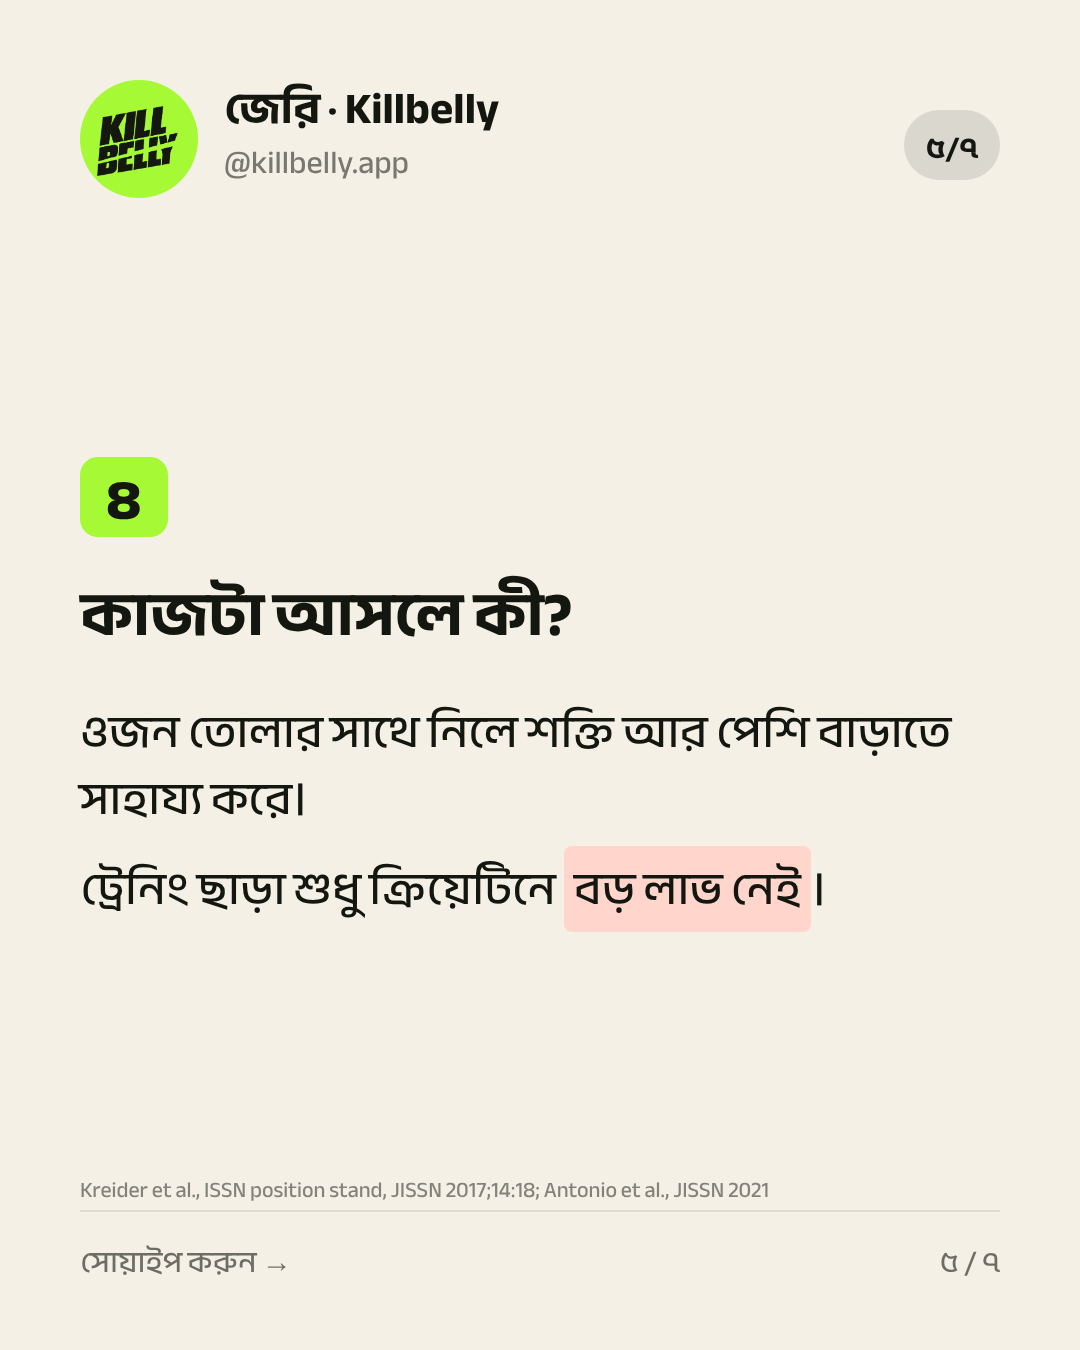 KILL
BELLY
জেরি · Killbelly
@killbelly.app
৫/৭
৪
কাজটা আসলে কী?
ওজন তোলার সাথে নিলে শক্তি আর পেশি বাড়াতে
সাহায্য করে।
ট্রেনিং ছাড়া শুধু ক্রিয়েটিনে বড় লাভ নেই।
Kreider et al., ISSN position stand, JISSN 2017;14:18; Antonio et al., JISSN 2021
সোয়াইপ করুন →
৫ / ৭